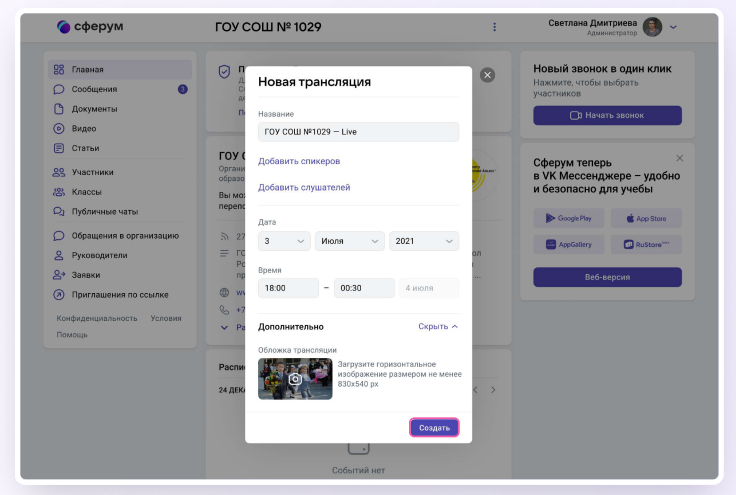 сферум
ГОУ СОШ № 1029
Светлана Дмитриева
Администратор
Главная
Сообщения 3
Документы
Видео
Статьи
Участники
Классы
Публичные чаты
Обращения в организацию
Руководители
Заявки
Приглашения по ссылке
Конфиденциальность Условия
Помощь
Новая трансляция
Название
ГОУ СОШ №1029 — Live
Добавить спикеров
Добавить слушателей
Дата
3 Июля 2021
Время
18:00 – 00:30 4 июля
Дополнительно Скрыть
Обложка трансляции
Загрузите горизонтальное
изображение размером не менее
830x540 px
Создать
ГОУ С
Органи
образо
Вы мо
перепо
27
ГО
+7
Ра
Распи
24 ДЕК
Событий нет
Новый звонок в один клик
Нажмите, чтобы выбрать
участников
Начать звонок
Сферум теперь
в VK Мессенджере – удобно
и безопасно для учебы
Google Play
App Store
AppGallery
RuStore
Веб-версия